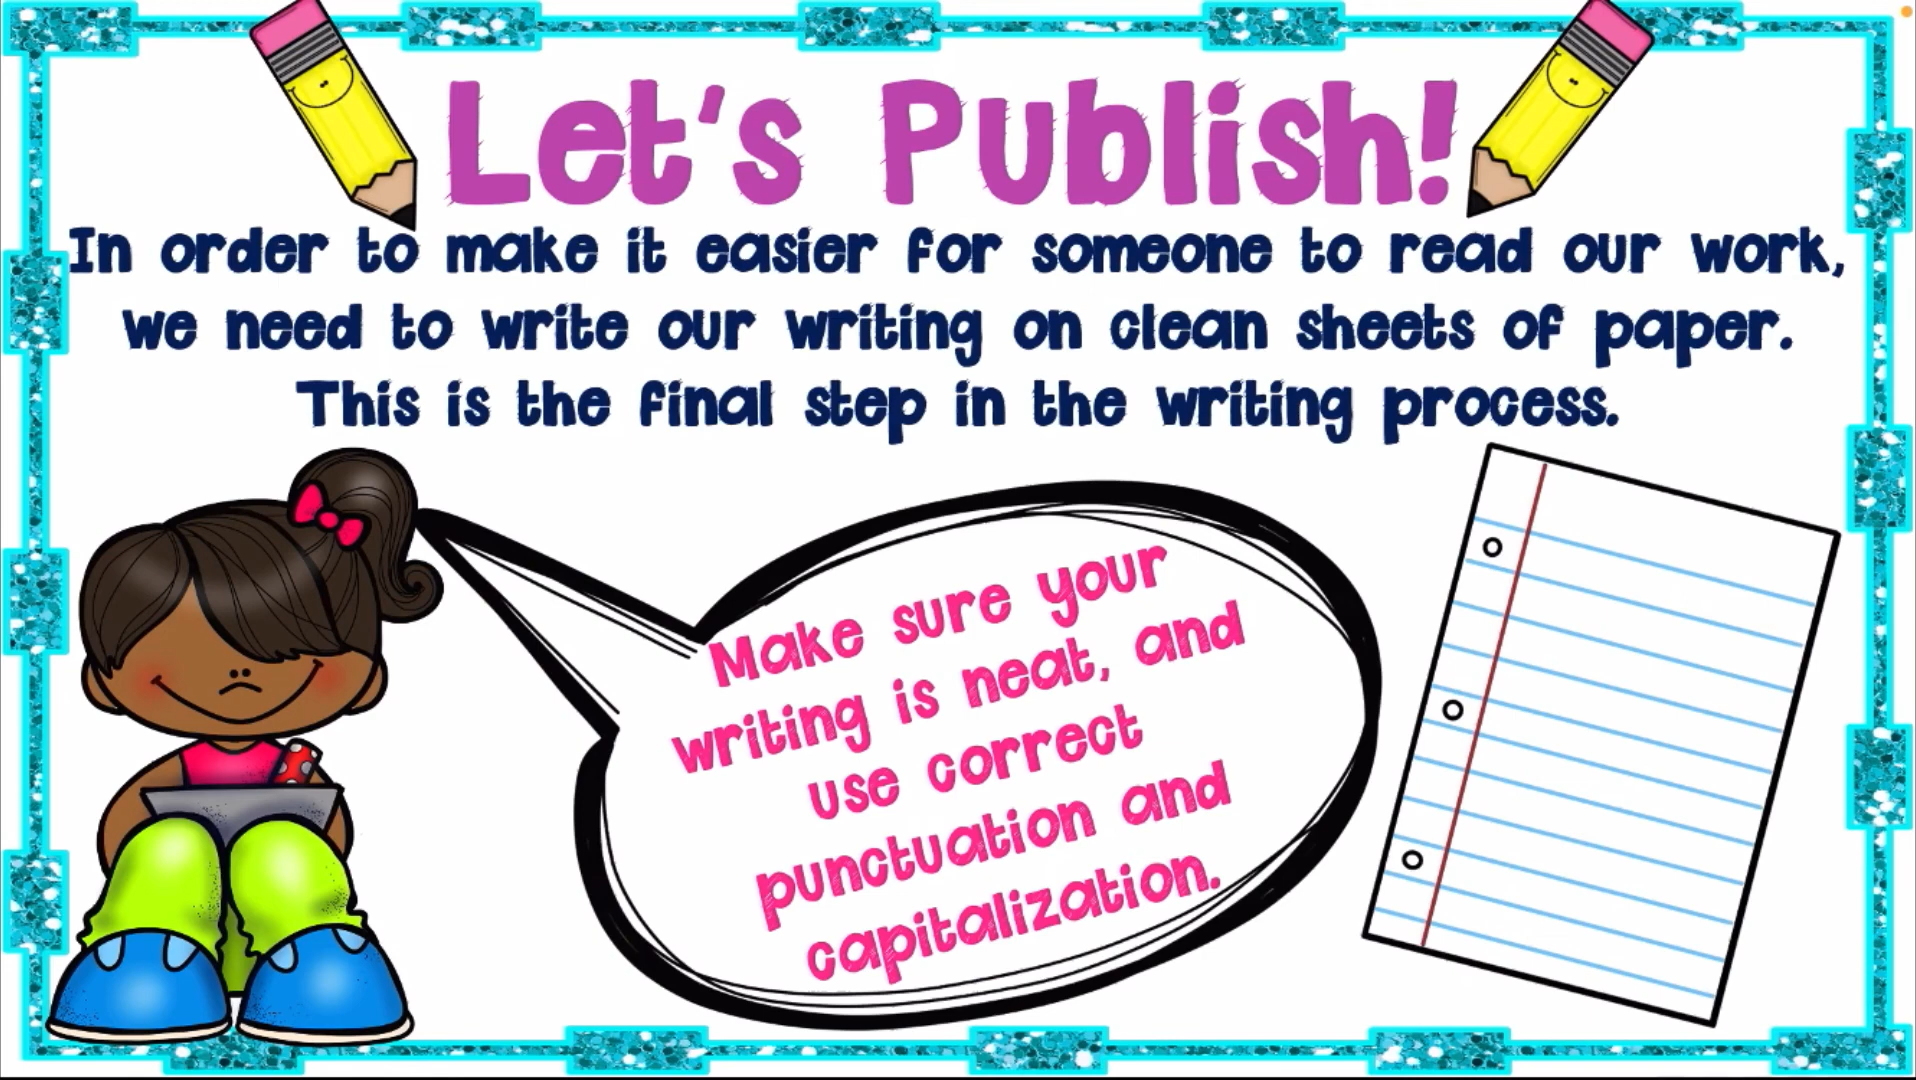 Let's Publish!
In order to make it easier for someone to read our work,
we need to write our writing on clean sheets of paper.
This is the final step in the writing process.
Make sure your
writing is neat, and
use correct
punctuation and
capitalization.